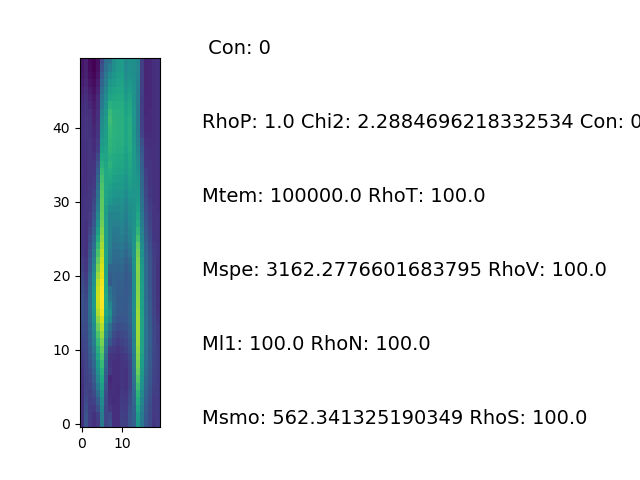 Con: 0
RhoP: 1.0 Chi2: 2.2884696218332534 Con: 0
Mtem: 100000.0 RhoT: 100.0
Mspe: 3162.2776601683795 RhoV: 100.0
Ml1: 100.0 RhoN: 100.0
Msmo: 562.341325190349 RhoS: 100.0
40
30
20
10
0
0 10